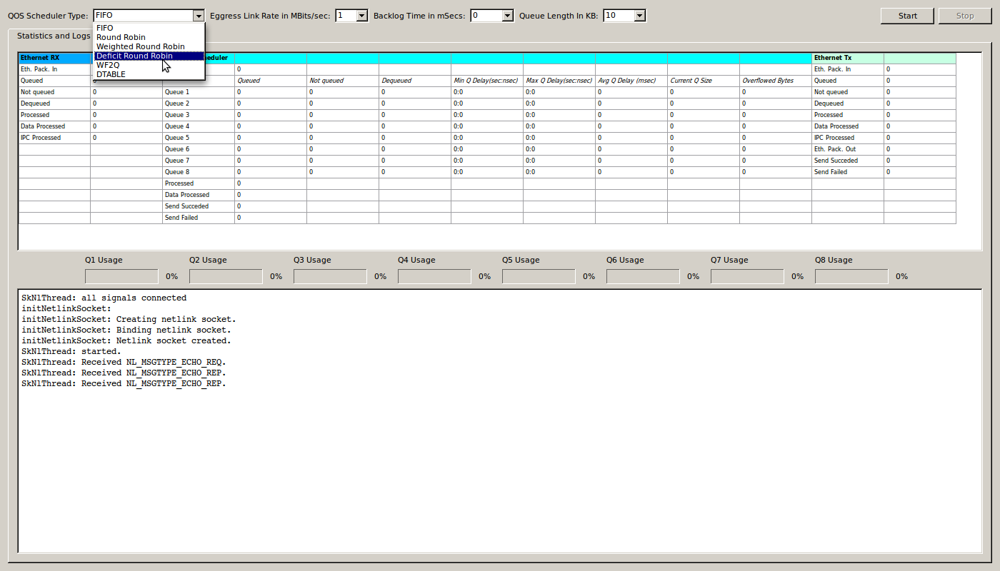 QOS Scheduler Type: FIFO Eggress Link Rate in MBits/sec: 1 Backlog Time in mSecs: 0 Queue Length In KB: 10 Start Stop
FIFO
Round Robin
Weighted Round Robin
Deficit Round Robin
WF2Q
DTABLE
Statistics and Logs
Ethernet RX eduler Ethernet Tx
Eth. Pack. In 0 Eth. Pack. In 0
Queued 0 Queued Not queued Dequeued Min Q Delay(sec:nsec) Max Q Delay(sec:nsec) Avg Q Delay (msec) Current Q Size Overflowed Bytes Queued 0
Not queued 0 Queue 1 0 0 0 0:0 0:0 0 0 0 Not queued 0
Dequeued 0 Queue 2 0 0 0 0:0 0:0 0 0 0 Dequeued 0
Processed 0 Queue 3 0 0 0 0:0 0:0 0 0 0 Processed 0
Data Processed 0 Queue 4 0 0 0 0:0 0:0 0 0 0 Data Processed 0
IPC Processed 0 Queue 5 0 0 0 0:0 0:0 0 0 0 IPC Processed 0
Queue 6 0 0 0 0:0 0:0 0 0 0 Eth. Pack. Out 0
Queue 7 0 0 0 0:0 0:0 0 0 0 Send Succeded 0
Queue 8 0 0 0 0:0 0:0 0 0 0 Send Failed 0
Processed 0
Data Processed 0
Send Succeded 0
Send Failed 0
Q1 Usage Q2 Usage Q3 Usage Q4 Usage Q5 Usage Q6 Usage Q7 Usage Q8 Usage
0% 0% 0% 0% 0% 0% 0% 0%
SkNlThread: all signals connected
initNetlinkSocket:
initNetlinkSocket: Creating netlink socket.
initNetlinkSocket: Binding netlink socket.
initNetlinkSocket: Netlink socket created.
SkNlThread: started.
SkNlThread: Received NL_MSGTYPE_ECHO_REQ.
SkNlThread: Received NL_MSGTYPE_ECHO_REP.
SkNlThread: Received NL_MSGTYPE_ECHO_REP.